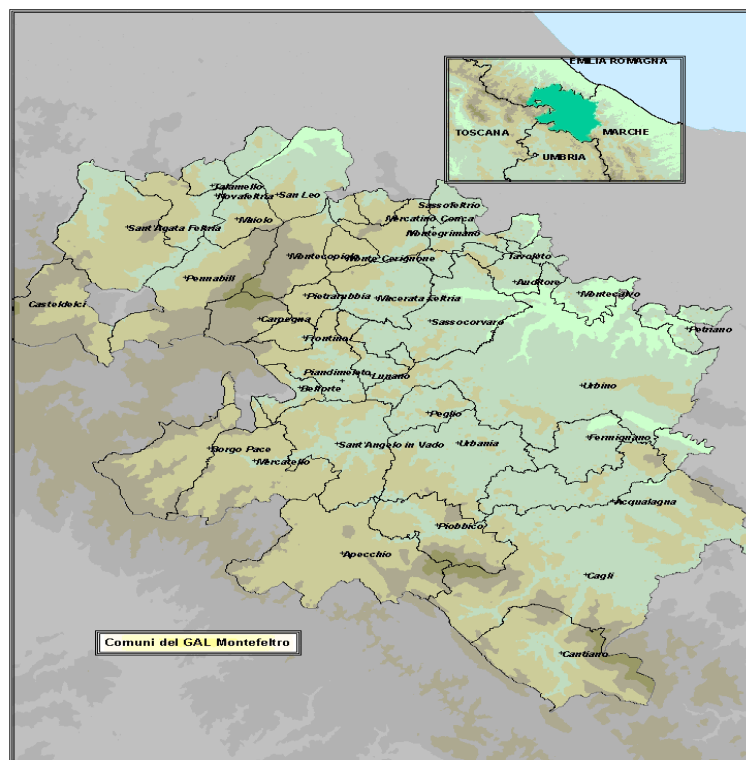 EMILIA ROMAGNA
TOSCANA
MARCHE
UMBRIA
Talamello
Novafeltria
San Leo
Maiolo
Sant'Agata Feltria
Pennabili
Casteldelci
Sassofeltrio
Mercatino Conca
Montegrimano
Montecopiolo
Monte Cerignone
Tavoleto
Auditore
Montecalvo
Pietrarubbia
Macerata Feltria
Carpegna
Sassocorvaro
Petriano
Frontino
Piandimeleto
Lunano
Belforte
Urbino
Peglio
Borgo Pace
Mercatello
Sant'Angelo in Vado
Urbania
Fermignano
Acqualagna
Piobbico
Apecchio
Cagli
Cantiano
Comuni del GAL Montefeltro